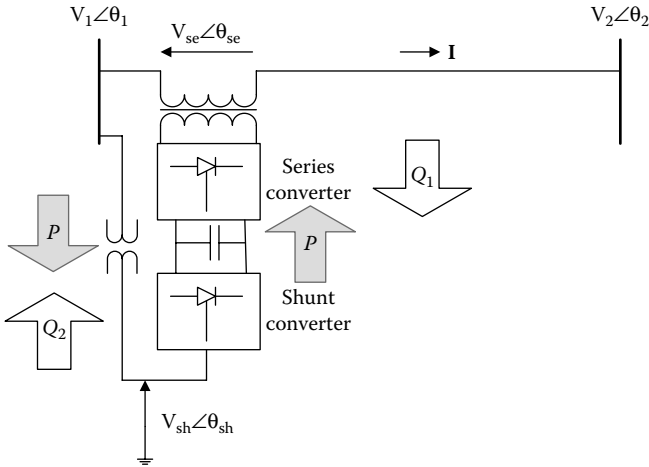 V₁∠θ₁
V₂∠θ₂
Vse∠θse
I
Series
converter
Q₁
P
P
Shunt
converter
Q₂
Vsh∠θsh